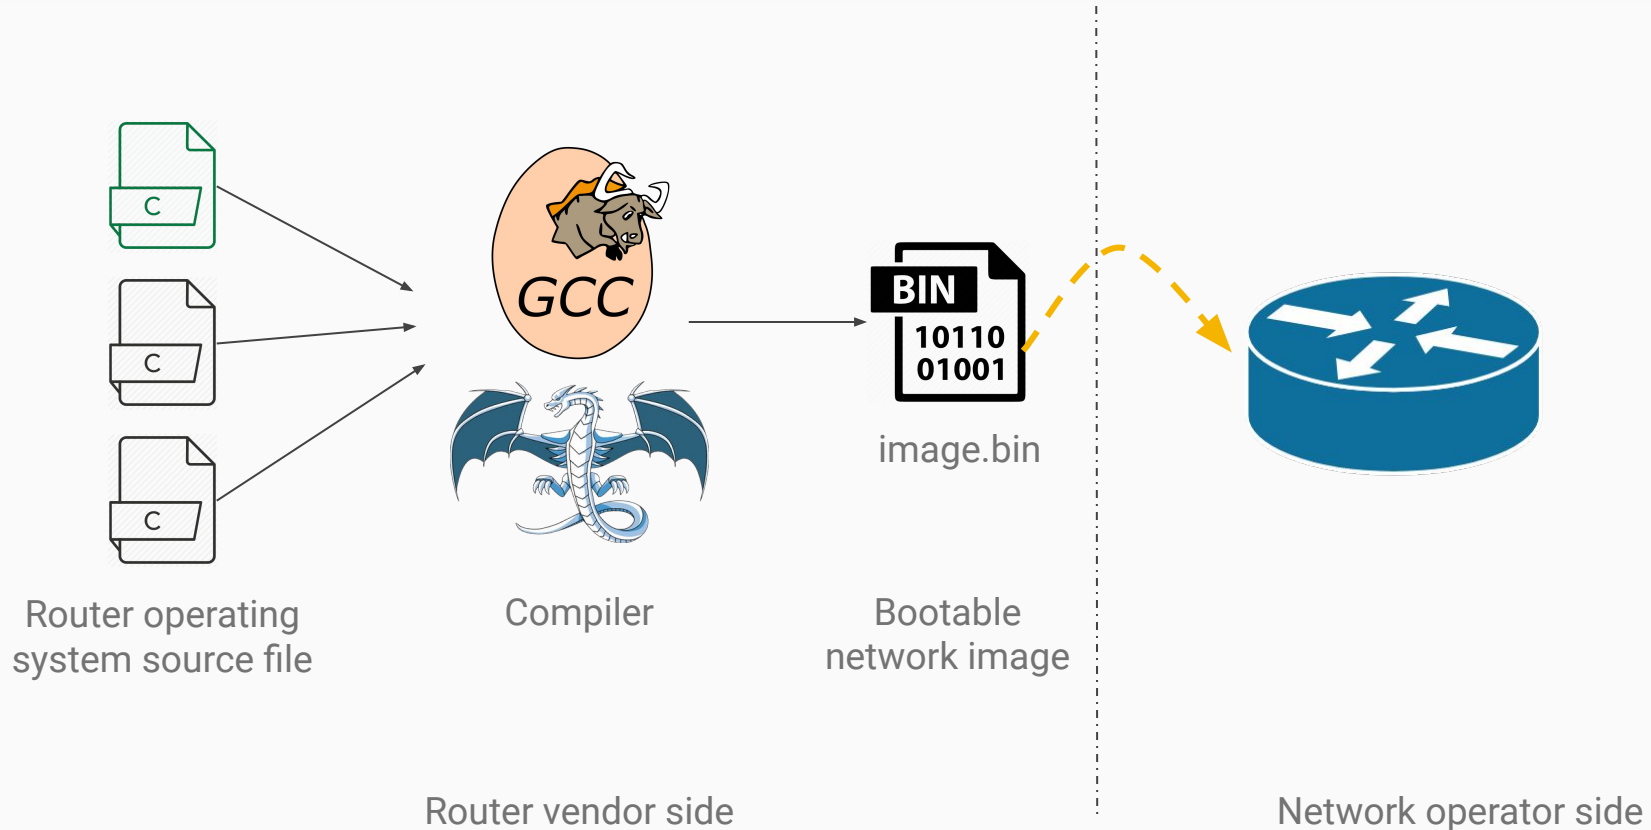 C
C
C
GCC
BIN
10110
01001
image.bin
Router operating
system source file
Compiler
Bootable
network image
Router vendor side
Network operator side